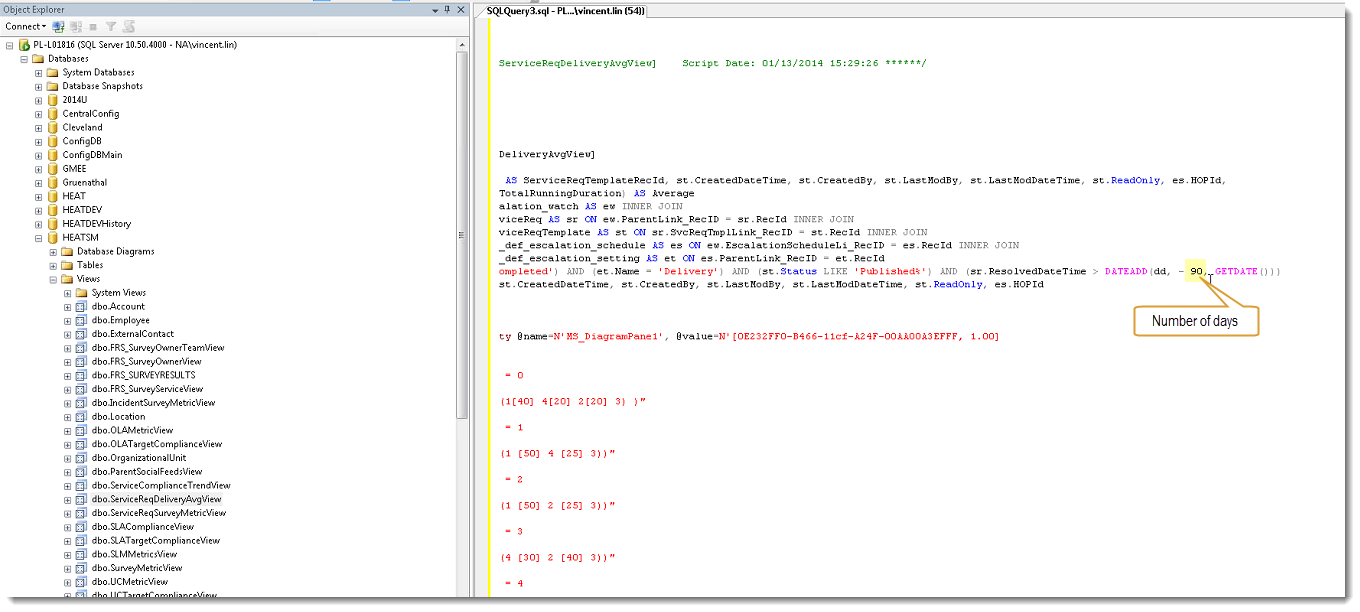 Object Explorer
Connect
PL-L01816 (SQL Server 10.50.4000 - NA\vincent.lin)
Databases
System Databases
Database Snapshots
2014U
CentralConfig
Cleveland
ConfigDB
ConfigDBMain
GMEE
Gruenathal
HEAT
HEATDEV
HEATDEVHistory
HEATSM
Database Diagrams
Tables
Views
System Views
dbo.Account
dbo.Employee
dbo.ExternalContact
dbo.FRS_SurveyOwnerTeamView
dbo.FRS_SurveyOwnerView
dbo.FRS_SURVEYRESULTS
dbo.FRS_SurveyServiceView
dbo.IncidentSurveyMetricView
dbo.Location
dbo.OLAMetricView
dbo.OLATargetComplianceView
dbo.OrganizationalUnit
dbo.ParentSocialFeedsView
dbo.ServiceComplianceTrendView
dbo.ServiceReqDeliveryAvgView
dbo.ServiceReqSurveyMetricView
dbo.SLAComplianceView
dbo.SLATargetComplianceView
dbo.SLMMetricsView
dbo.SurveyMetricView
dbo.UCMetricView
dbo.UCTargetComplianceView
SQLQuery3.sql - PL...\vincent.lin (54))
ServiceReqDeliveryAvgView]    Script Date: 01/13/2014 15:29:26 ******/
DeliveryAvgView]
AS ServiceReqTemplateRecId, st.CreatedDateTime, st.CreatedBy, st.LastModBy, st.LastModDateTime, st.ReadOnly, es.HOPId,
TotalRunningDuration) AS Average
alation_watch AS ew INNER JOIN
viceReq AS sr ON ew.ParentLink_RecID = sr.RecId INNER JOIN
viceReqTemplate AS st ON sr.SvcReqTmplLink_RecID = st.RecId INNER JOIN
_def_escalation_schedule AS es ON ew.EscalationScheduleLi_RecID = es.RecId INNER JOIN
_def_escalation_setting AS et ON es.ParentLink_RecID = et.RecId
ompleted') AND (et.Name = 'Delivery') AND (st.Status LIKE 'Published%') AND (sr.ResolvedDateTime > DATEADD(dd, - 90, GETDATE()))
st.CreatedDateTime, st.CreatedBy, st.LastModBy, st.LastModDateTime, st.ReadOnly, es.HOPId
Number of days
ty @name=N'MS_DiagramPane1', @value=N'[0E232FF0-B466-11cf-A24F-00AA00A3EFFF, 1.00]
= 0
(1[40] 4[20] 2[20] 3) )"
= 1
(1 [50] 4 [25] 3))"
= 2
(1 [50] 2 [25] 3))"
= 3
(4 [30] 2 [40] 3))"
= 4